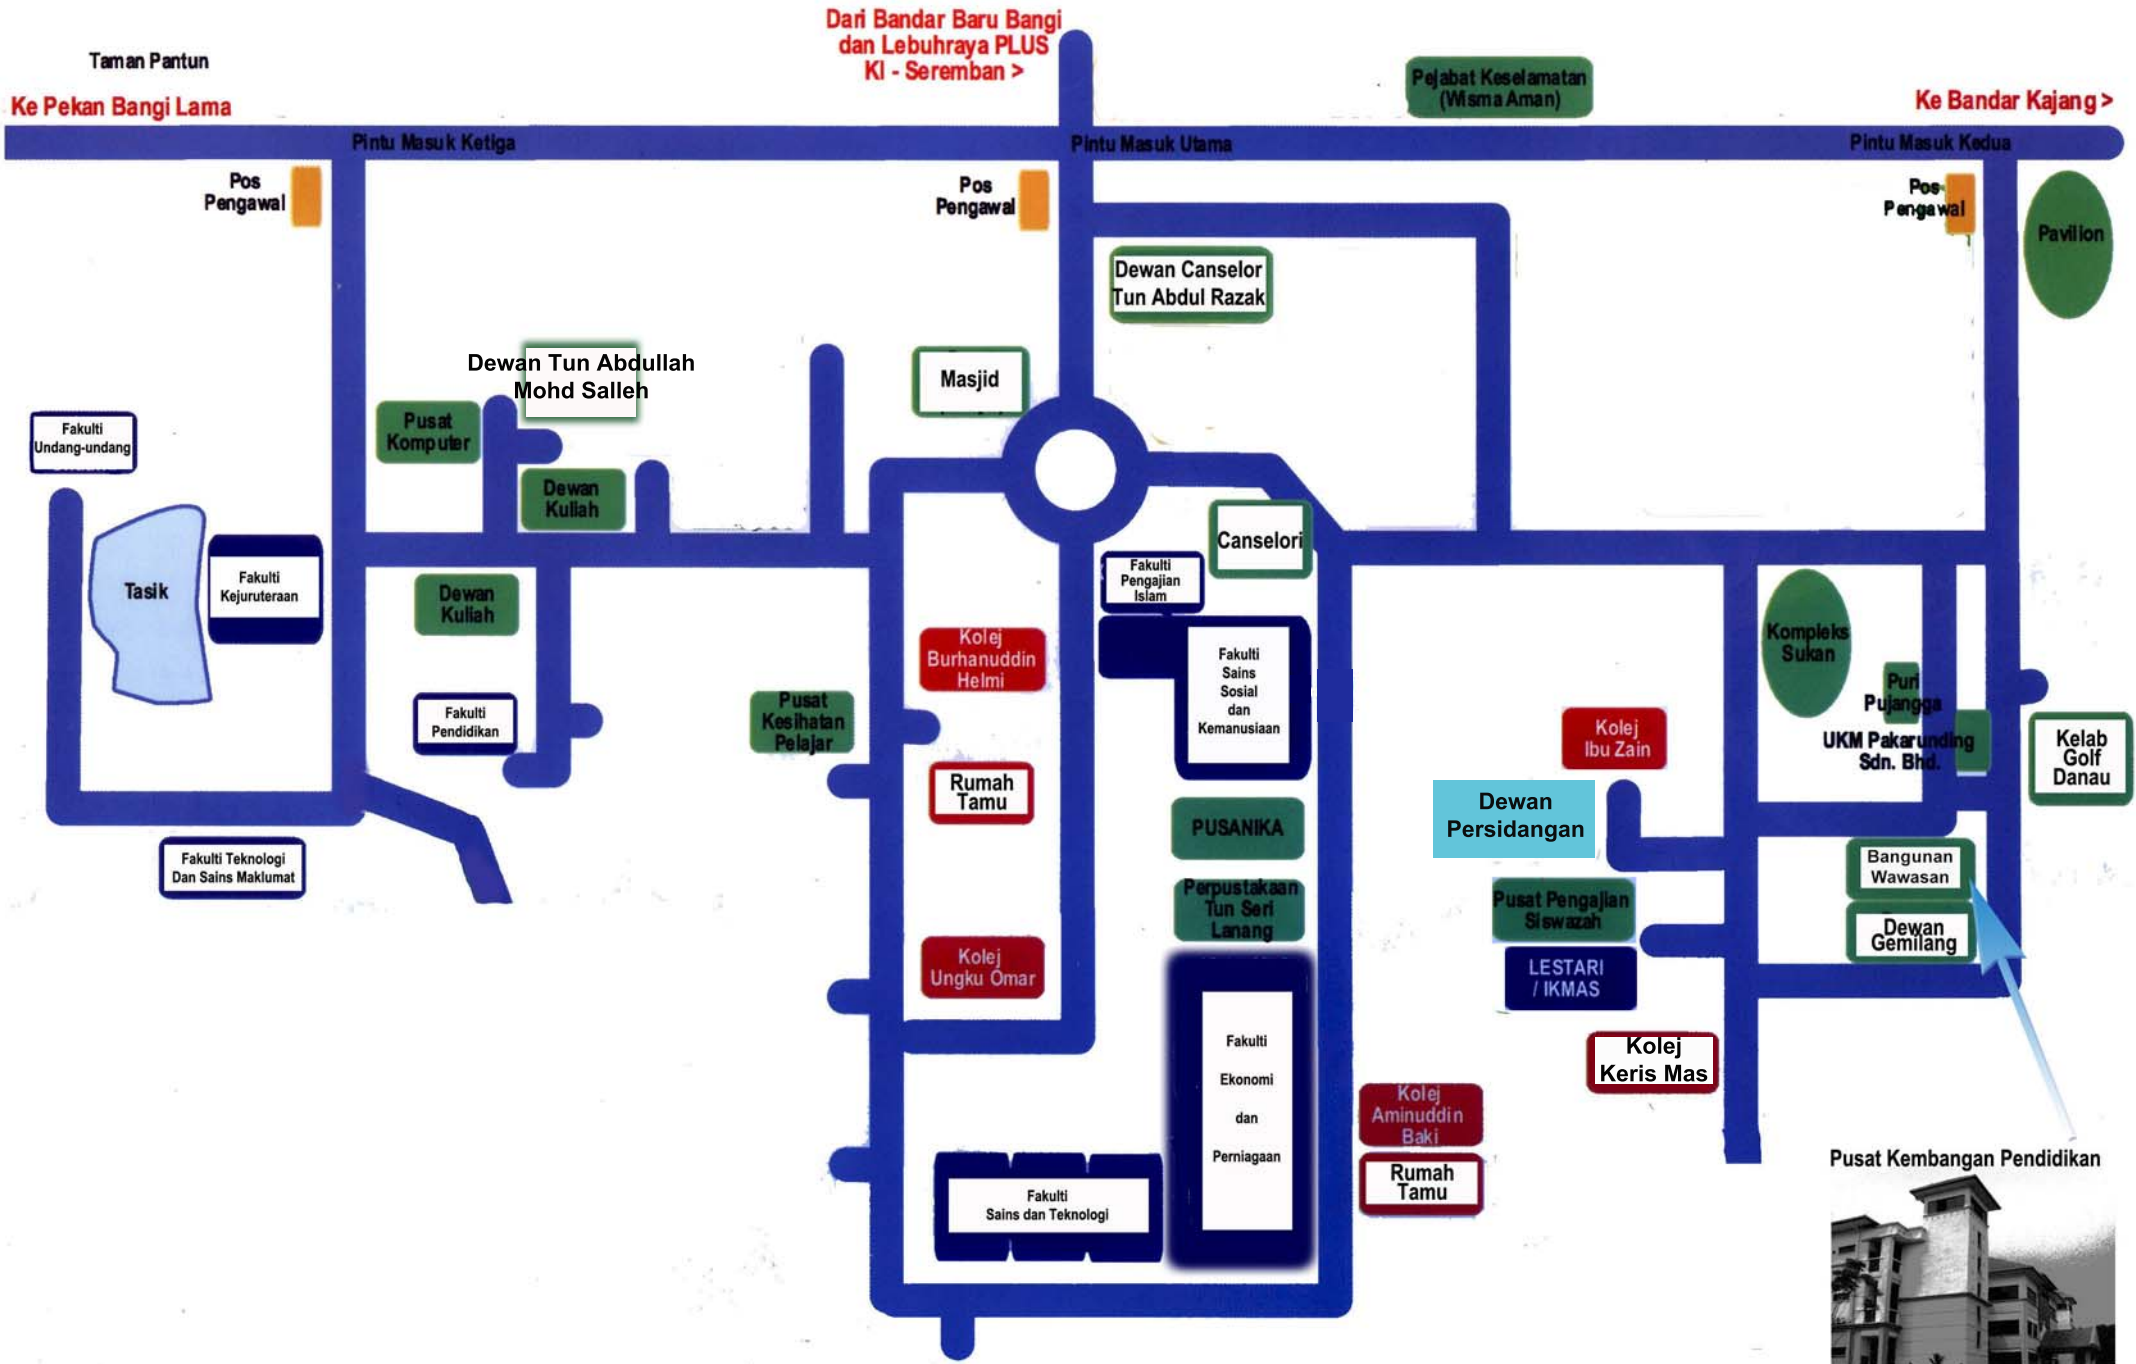 Dari Bandar Baru Bangi
dan Lebuhraya PLUS
Kl - Seremban >
Taman Pantun
Ke Pekan Bangi Lama
Pejabat Keselamatan
(Wisma Aman)
Ke Bandar Kajang >
Pintu Masuk Ketiga
Pintu Masuk Utama
Pintu Masuk Kedua
Pos
Pengawal
Pos
Pengawal
Pos
Pengawal
Pavilion
Dewan Canselor
Tun Abdul Razak
Dewan Tun Abdullah
Mohd Salleh
Masjid
Pusat
Komputer
Fakulti
Undang-undang
Dewan
Kuliah
Canselori
Fakulti
Pengajian
Islam
Tasik
Fakulti
Kejuruteraan
Dewan
Kuliah
Kolej
Burhanuddin
Helmi
Fakulti
Sains
Sosial
dan
Kemanusiaan
Kompleks
Sukan
Puri
Pujangga
Fakulti
Pendidikan
Pusat
Kesihatan
Pelajar
Kolej
Ibu Zain
UKM Pakarunding
Sdn. Bhd.
Kelab
Golf
Danau
Rumah
Tamu
Dewan
Persidangan
PUSANIKA
Fakulti Teknologi
Dan Sains Maklumat
Bangunan
Wawasan
Perpustakaan
Tun Seri
Lanang
Pusat Pengajian
Siswazah
Dewan
Gemilang
Kolej
Ungku Omar
LESTARI
/ IKMAS
Fakulti
Ekonomi
dan
Perniagaan
Kolej
Keris Mas
Kolej
Aminuddin
Baki
Rumah
Tamu
Pusat Kembangan Pendidikan
Fakulti
Sains dan Teknologi